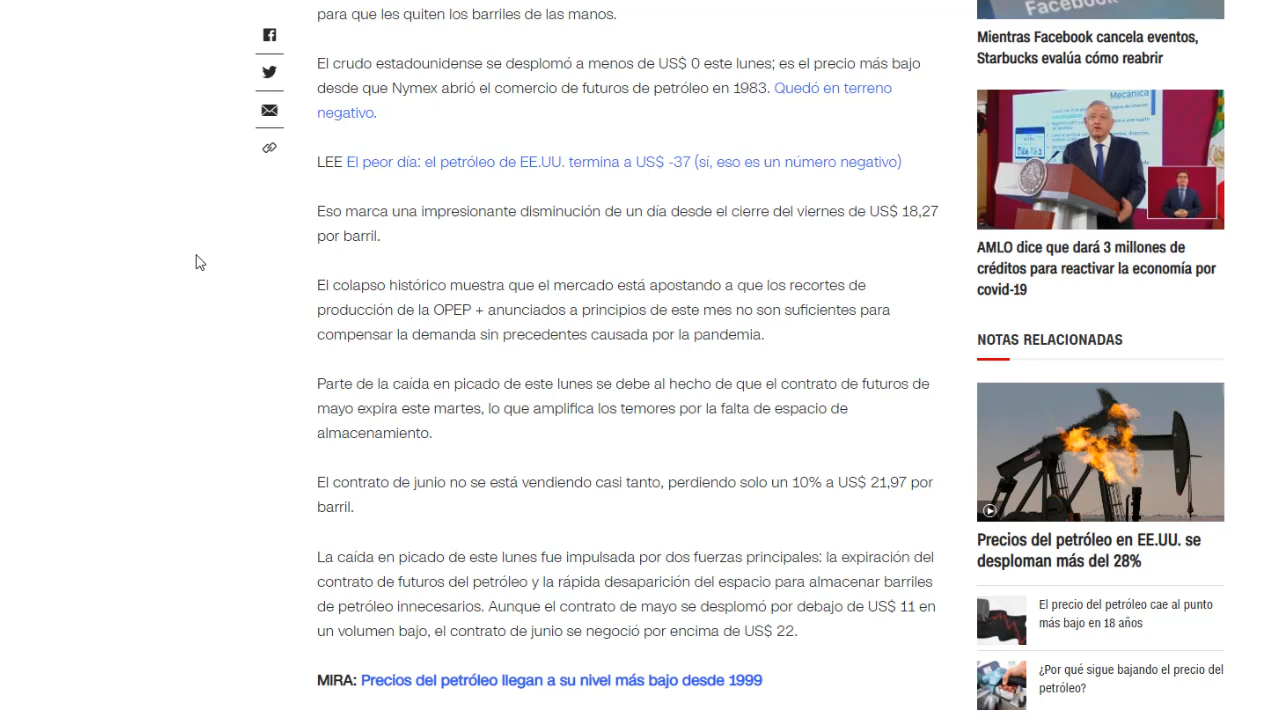 para que les quiten los barriles de las manos.
El crudo estadounidense se desplomó a menos de US$ 0 este lunes; es el precio más bajo
desde que Nymex abrió el comercio de futuros de petróleo en 1983. Quedó en terreno
negativo.
LEE El peor día: el petróleo de EE.UU. termina a US$ -37 (sí, eso es un número negativo)
Eso marca una impresionante disminución de un día desde el cierre del viernes de US$ 18,27
por barril.
El colapso histórico muestra que el mercado está apostando a que los recortes de
producción de la OPEP + anunciados a principios de este mes no son suficientes para
compensar la demanda sin precedentes causada por la pandemia.
Parte de la caída en picado de este lunes se debe al hecho de que el contrato de futuros de
mayo expira este martes, lo que amplifica los temores por la falta de espacio de
almacenamiento.
El contrato de junio no se está vendiendo casi tanto, perdiendo solo un 10% a US$ 21,97 por
barril.
La caída en picado de este lunes fue impulsada por dos fuerzas principales: la expiración del
contrato de futuros del petróleo y la rápida desaparición del espacio para almacenar barriles
de petróleo innecesarios. Aunque el contrato de mayo se desplomó por debajo de US$ 11 en
un volumen bajo, el contrato de junio se negoció por encima de US$ 22.
MIRA: Precios del petróleo llegan a su nivel más bajo desde 1999
Facebook
Mientras Facebook cancela eventos,
Starbucks evalúa cómo reabrir
Mecánica
AMLO dice que dará 3 millones de
créditos para reactivar la economía por
covid-19
NOTAS RELACIONADAS
Precios del petróleo en EE.UU. se
desploman más del 28%
El precio del petróleo cae al punto
más bajo en 18 años
¿Por qué sigue bajando el precio del
petróleo?